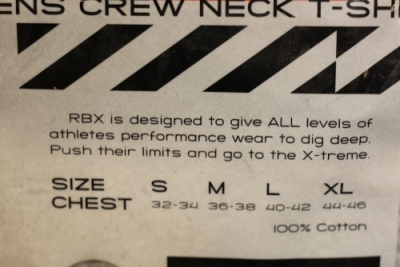 ENS CREW NECK T-SHI
RBX is designed to give ALL levels of
athletes performance wear to dig deep.
Push their limits and go to the X-treme.
SIZE S M L XL
CHEST 32-34 36-38 40-42 44-46
100% Cotton